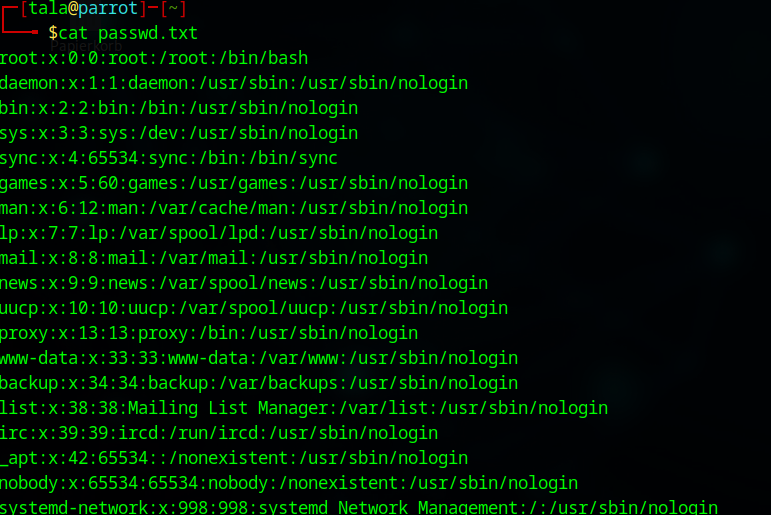 [tala@parrot]-[~]
$cat passwd.txt
Papierkorb
root:x:0:0:root:/root:/bin/bash
daemon:x:1:1:daemon:/usr/sbin:/usr/sbin/nologin
bin:x:2:2:bin:/bin:/usr/sbin/nologin
sys:x:3:3:sys:/dev:/usr/sbin/nologin
sync:x:4:65534:sync:/bin:/bin/sync
games:x:5:60:games:/usr/games:/usr/sbin/nologin
man:x:6:12:man:/var/cache/man:/usr/sbin/nologin
lp:x:7:7:lp:/var/spool/lpd:/usr/sbin/nologin
mail:x:8:8:mail:/var/mail:/usr/sbin/nologin
news:x:9:9:news:/var/spool/news:/usr/sbin/nologin
uucp:x:10:10:uucp:/var/spool/uucp:/usr/sbin/nologin
proxy:x:13:13:proxy:/bin:/usr/sbin/nologin
www-data:x:33:33:www-data:/var/www:/usr/sbin/nologin
backup:x:34:34:backup:/var/backups:/usr/sbin/nologin
list:x:38:38:Mailing List Manager:/var/list:/usr/sbin/nologin
irc:x:39:39:ircd:/run/ircd:/usr/sbin/nologin
_apt:x:42:65534::/nonexistent:/usr/sbin/nologin
nobody:x:65534:65534:nobody:/nonexistent:/usr/sbin/nologin
systemd-network:x:998:998:systemd Network Management:/:/usr/sbin/nologin